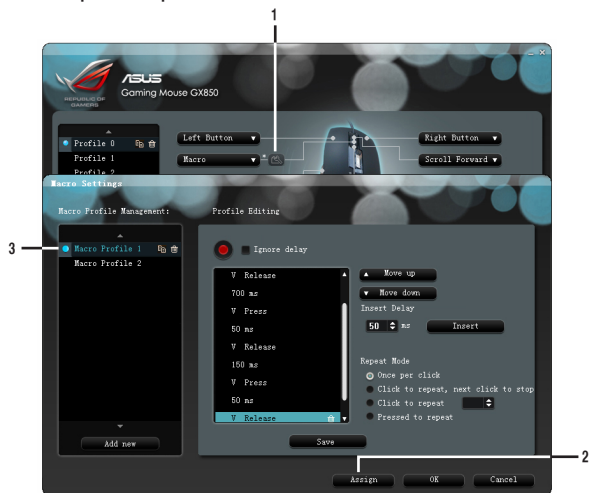 1
ASUS
Gaming Mouse GX850
REPUBLIC OF
GAMERS
Profile 0
Profile 1
Profile 2
Left Button
Right Button
Macro
Scroll Forward
Macro Settings
Macro Profile Management:
Profile Editing
3
Macro Profile 1
Macro Profile 2
Ignore delay
V Release
700 ms
V Press
50 ms
V Release
150 ms
V Press
50 ms
V Release
Move up
Move down
Insert Delay
50 ms Insert
Repeat Mode
Once per click
Click to repeat, next click to stop
Click to repeat
Pressed to repeat
Add new
Save
2
Assign OK Cancel